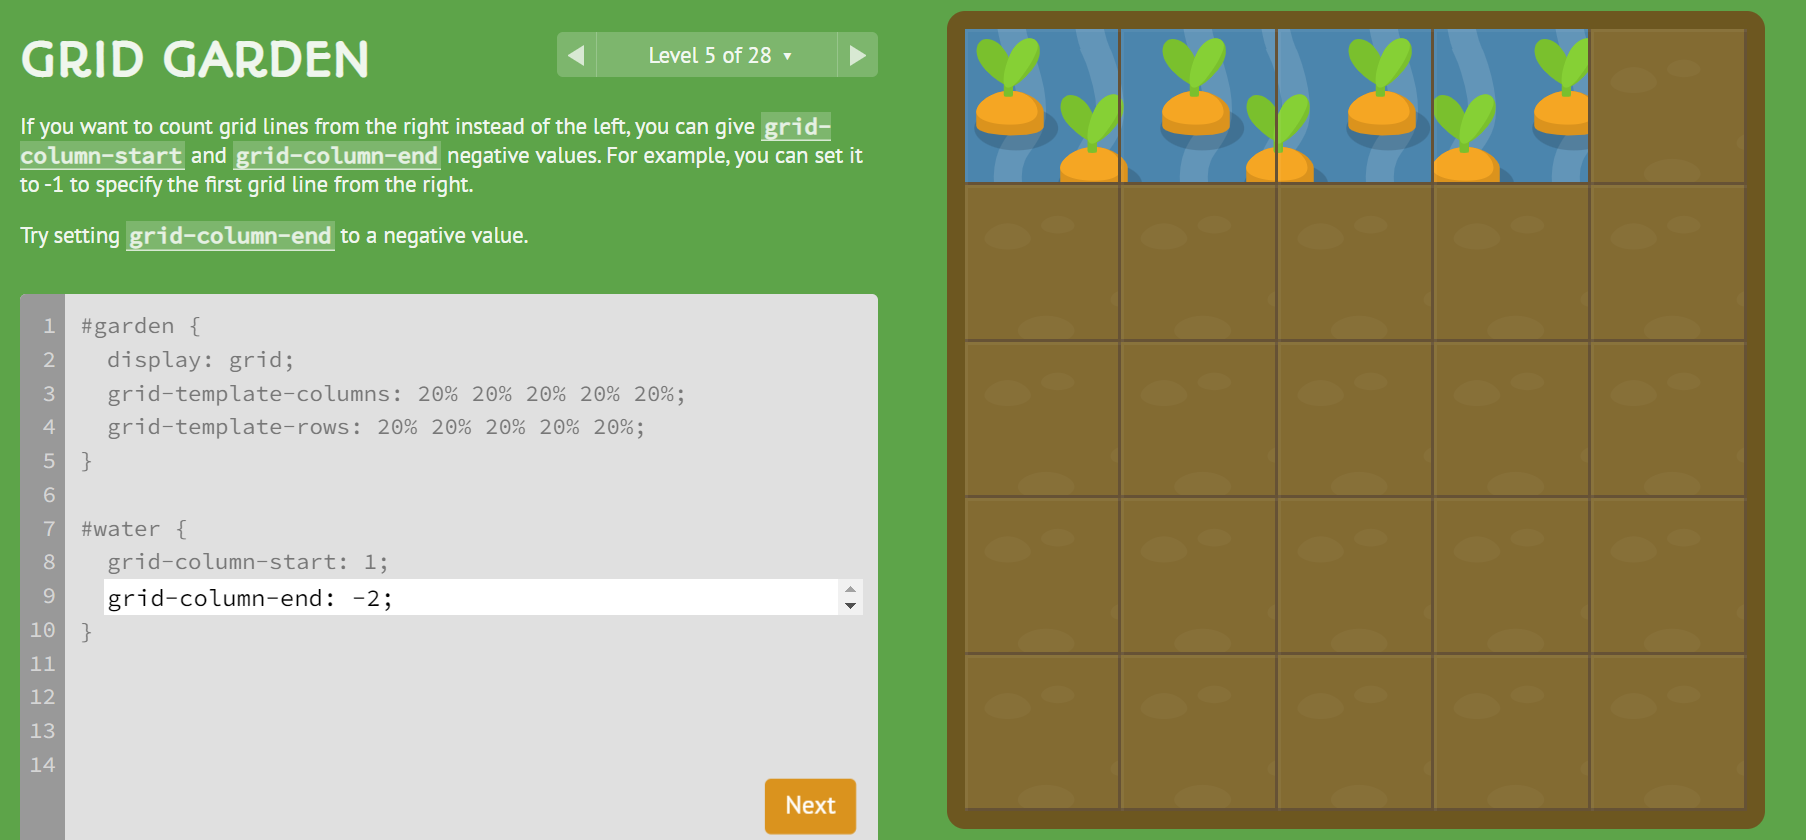 GRID GARDEN
Level 5 of 28 ▾
If you want to count grid lines from the right instead of the left, you can give grid-
column-start and grid-column-end negative values. For example, you can set it
to -1 to specify the first grid line from the right.
Try setting grid-column-end to a negative value.
1 #garden {
2 display: grid;
3 grid-template-columns: 20% 20% 20% 20% 20%;
4 grid-template-rows: 20% 20% 20% 20% 20%;
5 }
6
7 #water {
8 grid-column-start: 1;
9 grid-column-end: -2;
10 }
11
12
13
14
Next